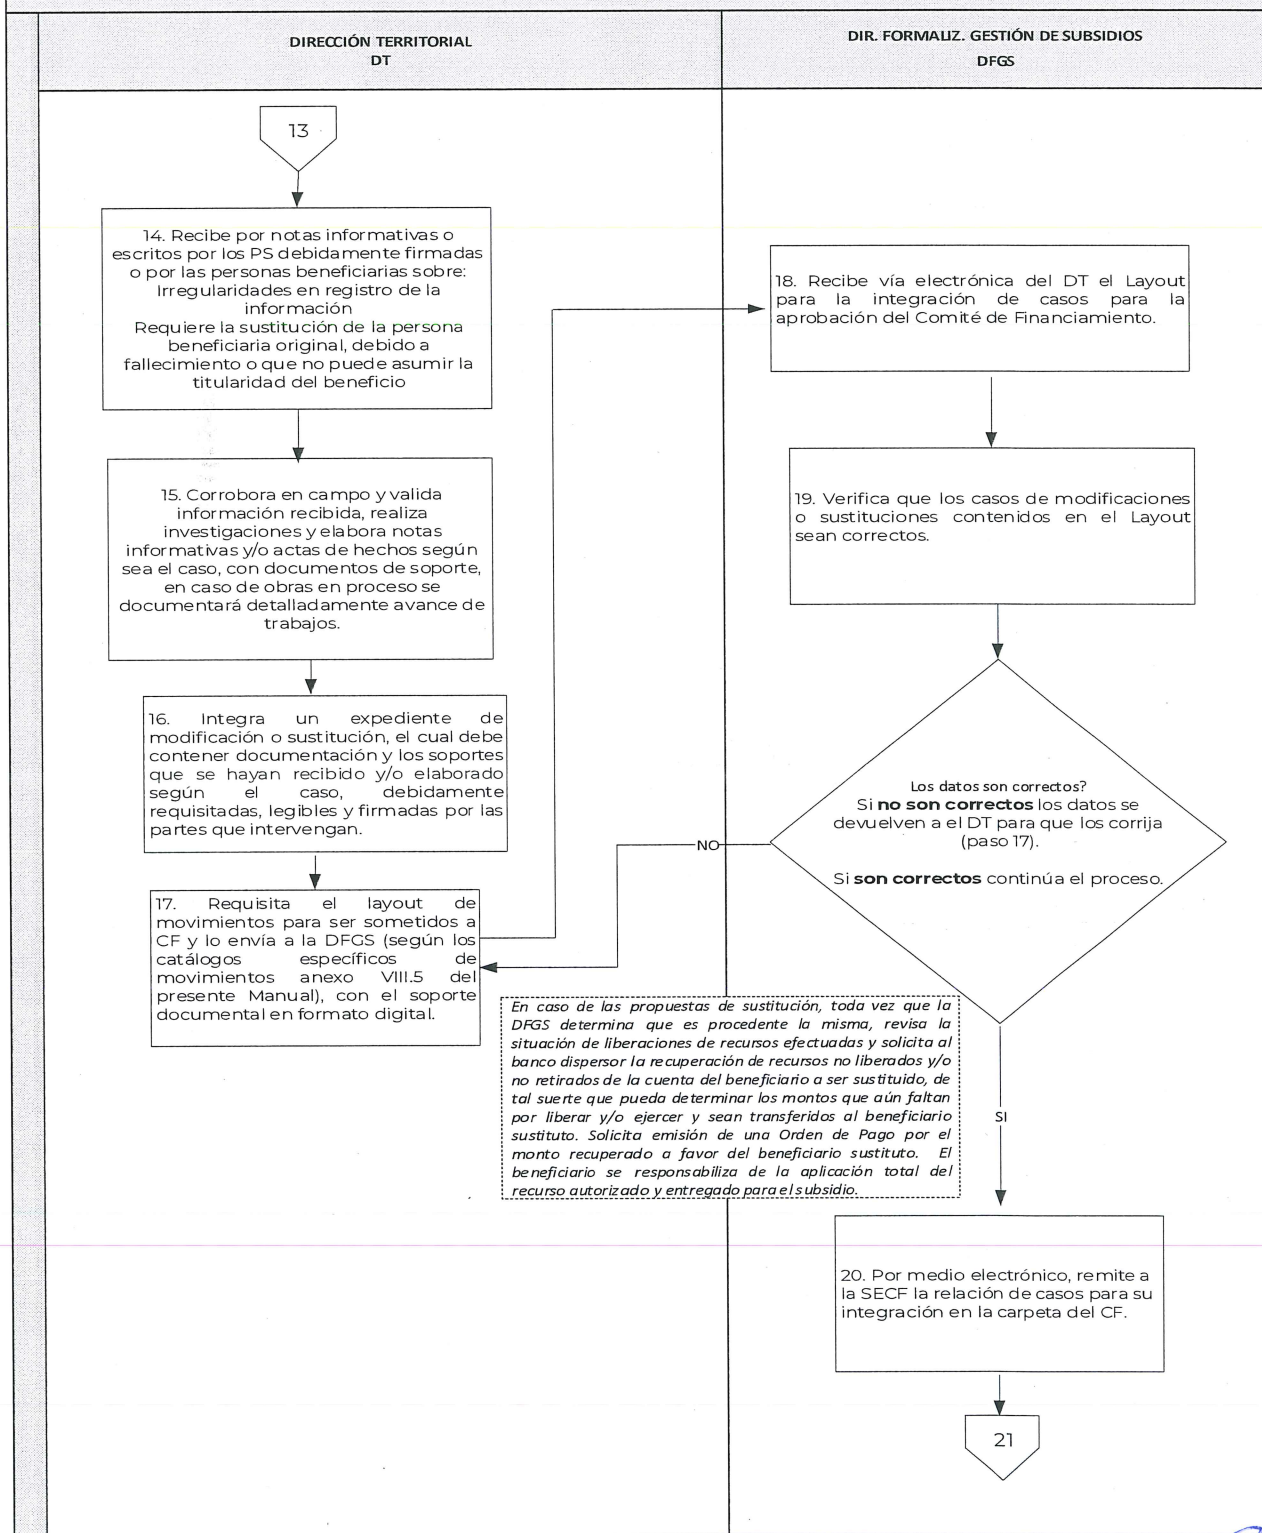 DIRECCIÓN TERRITORIAL
DT
DIR. FORMALIZ. GESTIÓN DE SUBSIDIOS
DFGS
13
14. Recibe por notas informativas o
escritos por los PS debidamente firmadas
o por las personas beneficiarias sobre:
Irregularidades en registro de la
información
Requiere la sustitución de la persona
beneficiaria original, debido a
fallecimiento o que no puede asumir la
titularidad del beneficio
15. Corrobora en campo y valida
información recibida, realiza
investigaciones y elabora notas
informativas y/o actas de hechos según
sea el caso, con documentos de soporte,
en caso de obras en proceso se
documentará detalladamente avance de
trabajos.
16. Integra un expediente de
modificación o sustitución, el cual debe
contener documentación y los soportes
que se hayan recibido y/o elaborado
según el caso, debidamente
requisitadas, legibles y firmadas por las
partes que intervengan.
17. Requisita el layout de
movimientos para ser sometidos a
CF y lo envía a la DFGS (según los
catálogos específicos de
movimientos anexo VIII.5 del
presente Manual), con el soporte
documental en formato digital.
18. Recibe vía electrónica del DT el Layout
para la integración de casos para la
aprobación del Comité de Financiamiento.
19. Verifica que los casos de modificaciones
o sustituciones contenidos en el Layout
sean correctos.
Los datos son correctos?
Si no son correctos los datos se
devuelven a el DT para que los corrija
(paso 17).
Si son correctos continúa el proceso.
NO
En caso de las propuestas de sustitución, toda vez que la
DFGS determina que es procedente la misma, revisa la
situación de liberaciones de recursos efectuadas y solicita al
banco dispersor la recuperación de recursos no liberados y/o
no retirados de la cuenta del beneficiario a ser sustituido, de
tal suerte que pueda determinar los montos que aún faltan
por liberar y/o ejercer y sean transferidos al beneficiario
sustituto. Solicita emisión de una Orden de Pago por el
monto recuperado a favor del beneficiario sustituto. El
beneficiario se responsabiliza de la aplicación total del
recurso autorizado y entregado para el subsidio.
SI
20. Por medio electrónico, remite a
la SECF la relación de casos para su
integración en la carpeta del CF.
21